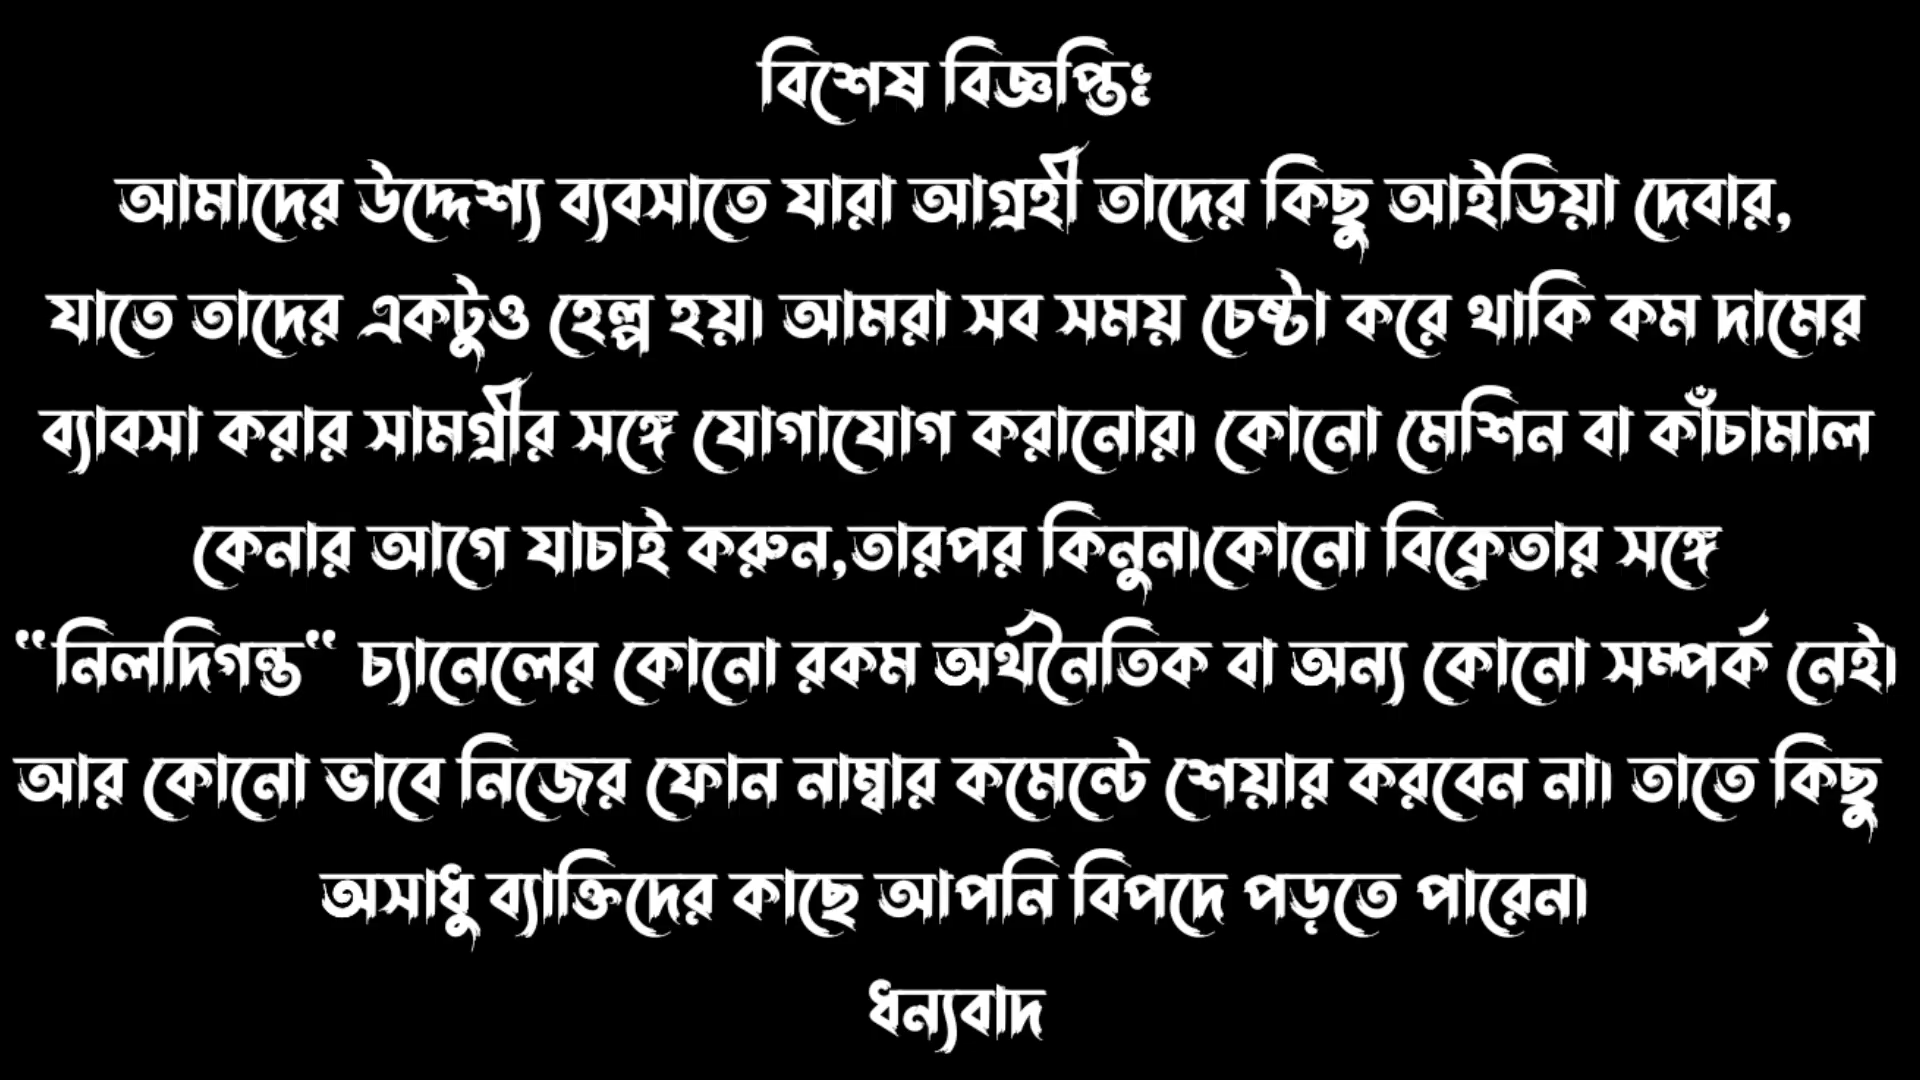 বিশেষ বিজ্ঞপ্তিঃ
আমাদের উদ্দেশ্য ব্যবসাতে যারা আগ্রহী তাদের কিছু আইডিয়া দেবার,
যাতে তাদের একটুও হেল্প হয়। আমরা সব সময় চেষ্টা করে থাকি কম দামের
ব্যাবসা করার সামগ্রীর সঙ্গে যোগাযোগ করানোর। কোনো মেশিন বা কাঁচামাল
কেনার আগে যাচাই করুন,তারপর কিনুন।কোনো বিক্রেতার সঙ্গে
"নিলদিগন্ত" চ্যানেলের কোনো রকম অর্থনৈতিক বা অন্য কোনো সম্পর্ক নেই।
আর কোনো ভাবে নিজের ফোন নাম্বার কমেন্টে শেয়ার করবেন না। তাতে কিছু
অসাধু ব্যাক্তিদের কাছে আপনি বিপদে পড়তে পারেন।
ধন্যবাদ